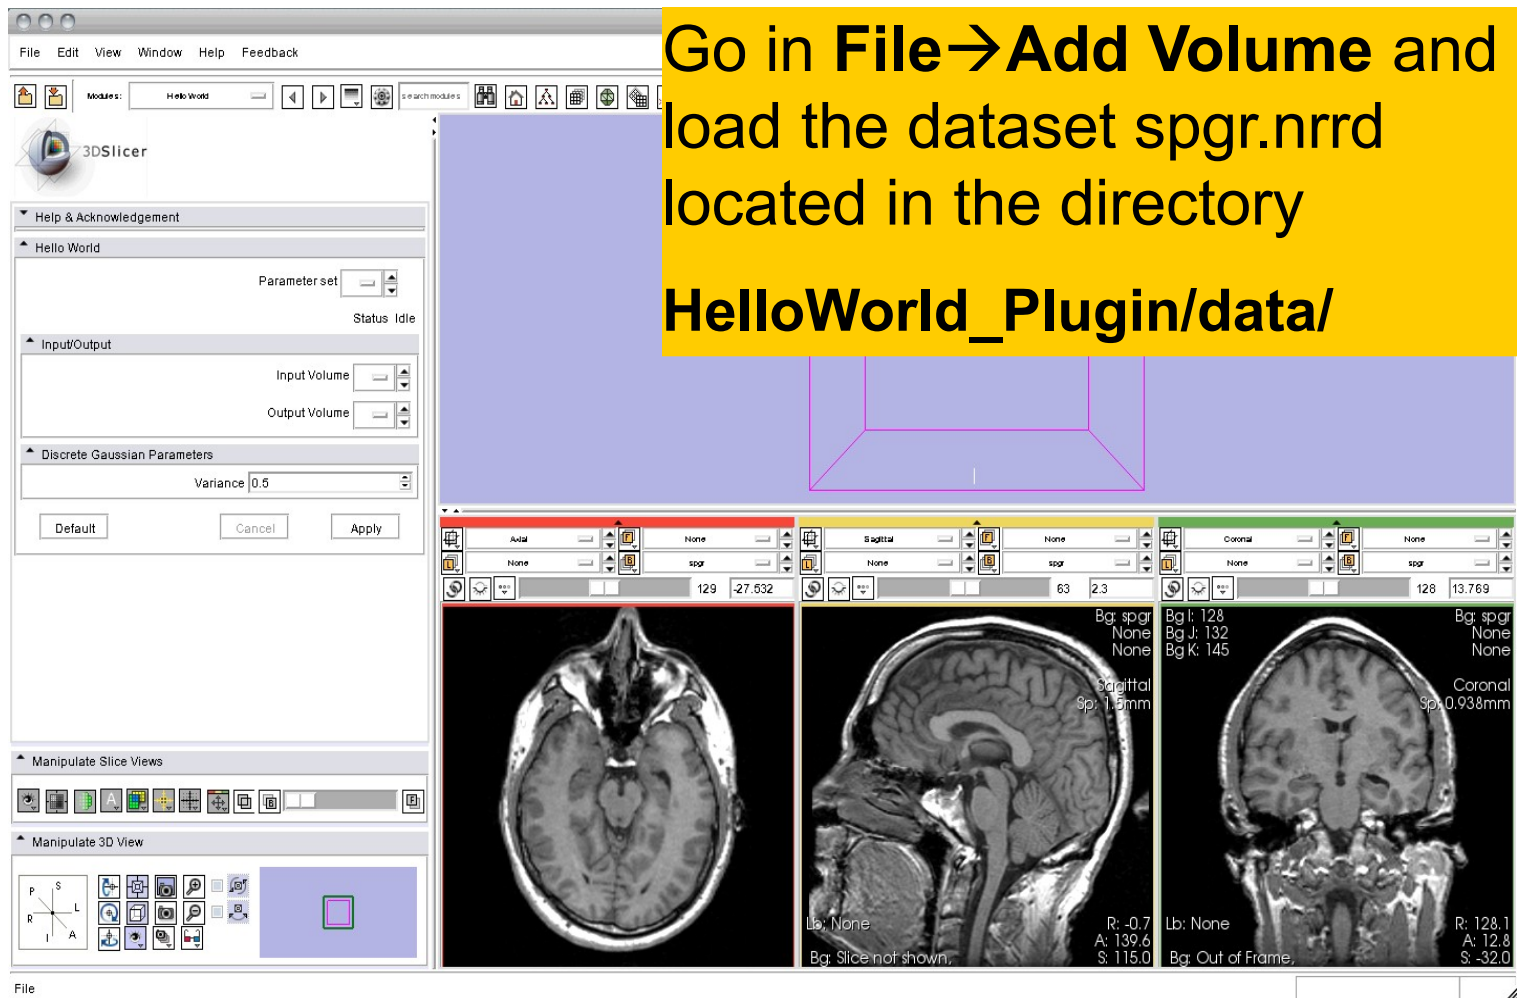 File Edit View Window Help Feedback
Go in File→Add Volume and
load the dataset spgr.nrrd
located in the directory
HelloWorld_Plugin/data/
Modules: Hello World search modules
3DSlicer
Help & Acknowledgement
Hello World
Parameter set
Status Idle
Input/Output
Input Volume
Output Volume
Discrete Gaussian Parameters
Variance 0.5
Default Cancel Apply
Manipulate Slice Views
Manipulate 3D View
P S
R L
I A
Axial F None
L None B spgr
129 -27.532
Sagittal F None
L None B spgr
63 2.3
Bg: spgr
None
None
Sagittal
Sp: 1.5mm
Lb: None R: -0.7
A: 139.6
Bg: Slice not shown, S: 115.0
Coronal F None
L None B spgr
128 13.769
Bg I: 128 Bg: spgr
Bg J: 132 None
Bg K: 145 None
Coronal
Sp: 0.938mm
Lb: None R: 128.1
A: 12.8
Bg: Out of Frame, S: -32.0
File